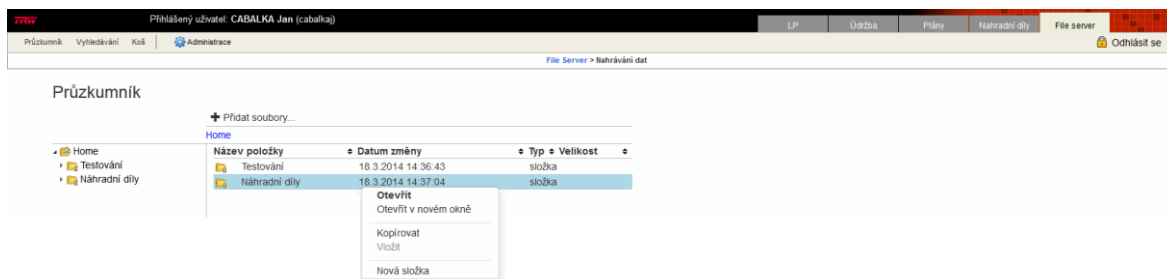 TRW Přihlášený uživatel: CABALKA Jan (cabalkaj) LP Údržba Plány Nahradní díly File server
Průzkumník Vyhledávání Koš Administrace Odhlásit se
File Server > Nahrávání dat
Průzkumník
Přidat soubory...
Home
Home Název položky Datum změny Typ Velikost
Testování Testování 18.3.2014 14:36:43 složka
Náhradní díly Náhradní díly 18.3.2014 14:37:04 složka
Otevřít
Otevřít v novém okně
Kopírovat
Vložit
Nová složka